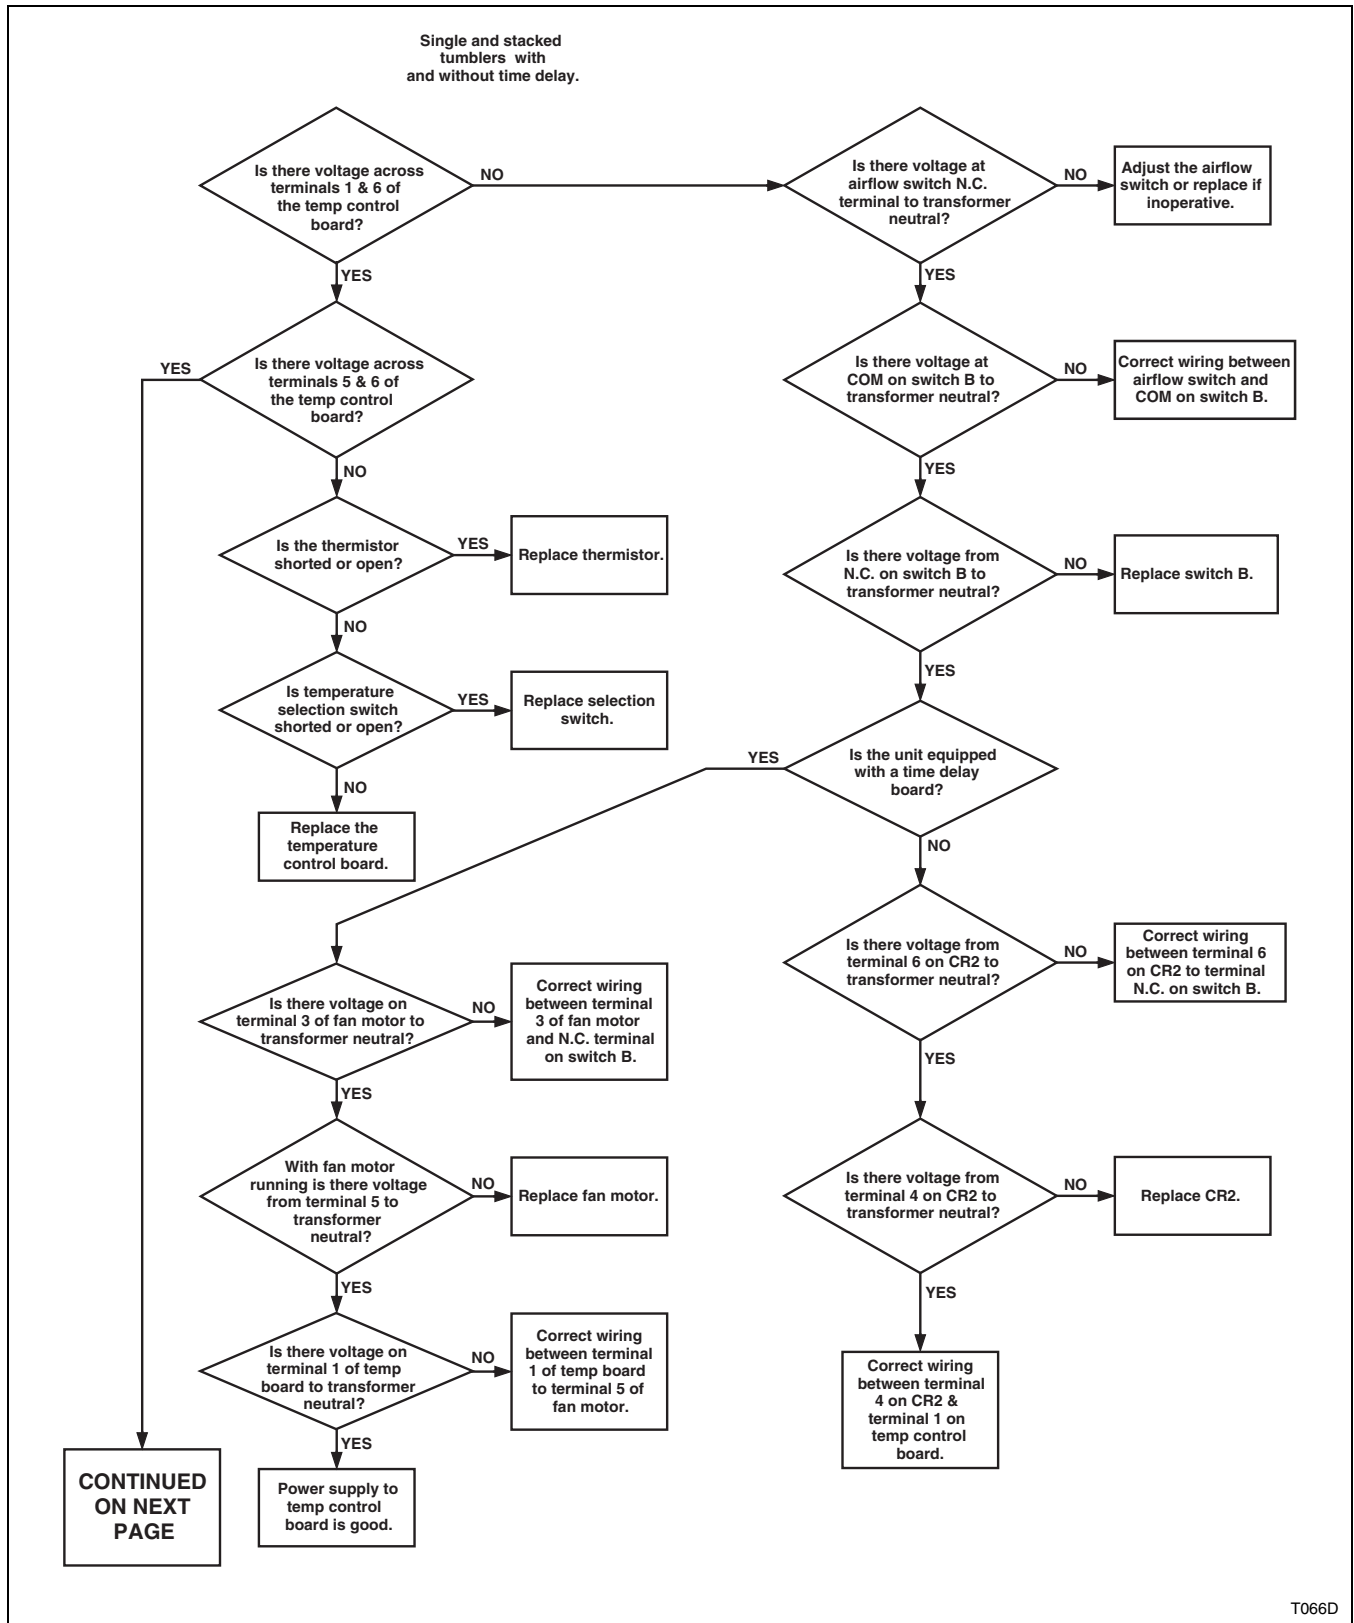 Single and stacked
tumblers with
and without time delay.
Is there voltage across
terminals 1 & 6 of
the temp control
board?
NO
YES
Is there voltage at
airflow switch N.C.
terminal to transformer
neutral?
NO
Adjust the airflow
switch or replace if
inoperative.
YES
YES
Is there voltage across
terminals 5 & 6 of
the temp control
board?
NO
Is there voltage at
COM on switch B to
transformer neutral?
NO
Correct wiring between
airflow switch and
COM on switch B.
YES
Is the thermistor
shorted or open?
YES
Replace thermistor.
NO
Is there voltage from
N.C. on switch B to
transformer neutral?
NO
Replace switch B.
YES
Is temperature
selection switch
shorted or open?
YES
Replace selection
switch.
NO
Replace the
temperature
control board.
YES
Is the unit equipped
with a time delay
board?
NO
Is there voltage from
terminal 6 on CR2 to
transformer neutral?
NO
Correct wiring
between terminal 6
on CR2 to terminal
N.C. on switch B.
YES
Is there voltage on
terminal 3 of fan motor to
transformer neutral?
NO
Correct wiring
between terminal
3 of fan motor
and N.C. terminal
on switch B.
YES
With fan motor
running is there voltage
from terminal 5 to
transformer
neutral?
NO
Replace fan motor.
YES
Is there voltage from
terminal 4 on CR2 to
transformer neutral?
NO
Replace CR2.
YES
Is there voltage on
terminal 1 of temp
board to transformer
neutral?
NO
Correct wiring
between terminal
1 of temp board
to terminal 5 of
fan motor.
YES
Correct wiring
between terminal
4 on CR2 &
terminal 1 on
temp control
board.
CONTINUED
ON NEXT
PAGE
Power supply to
temp control
board is good.
T066D